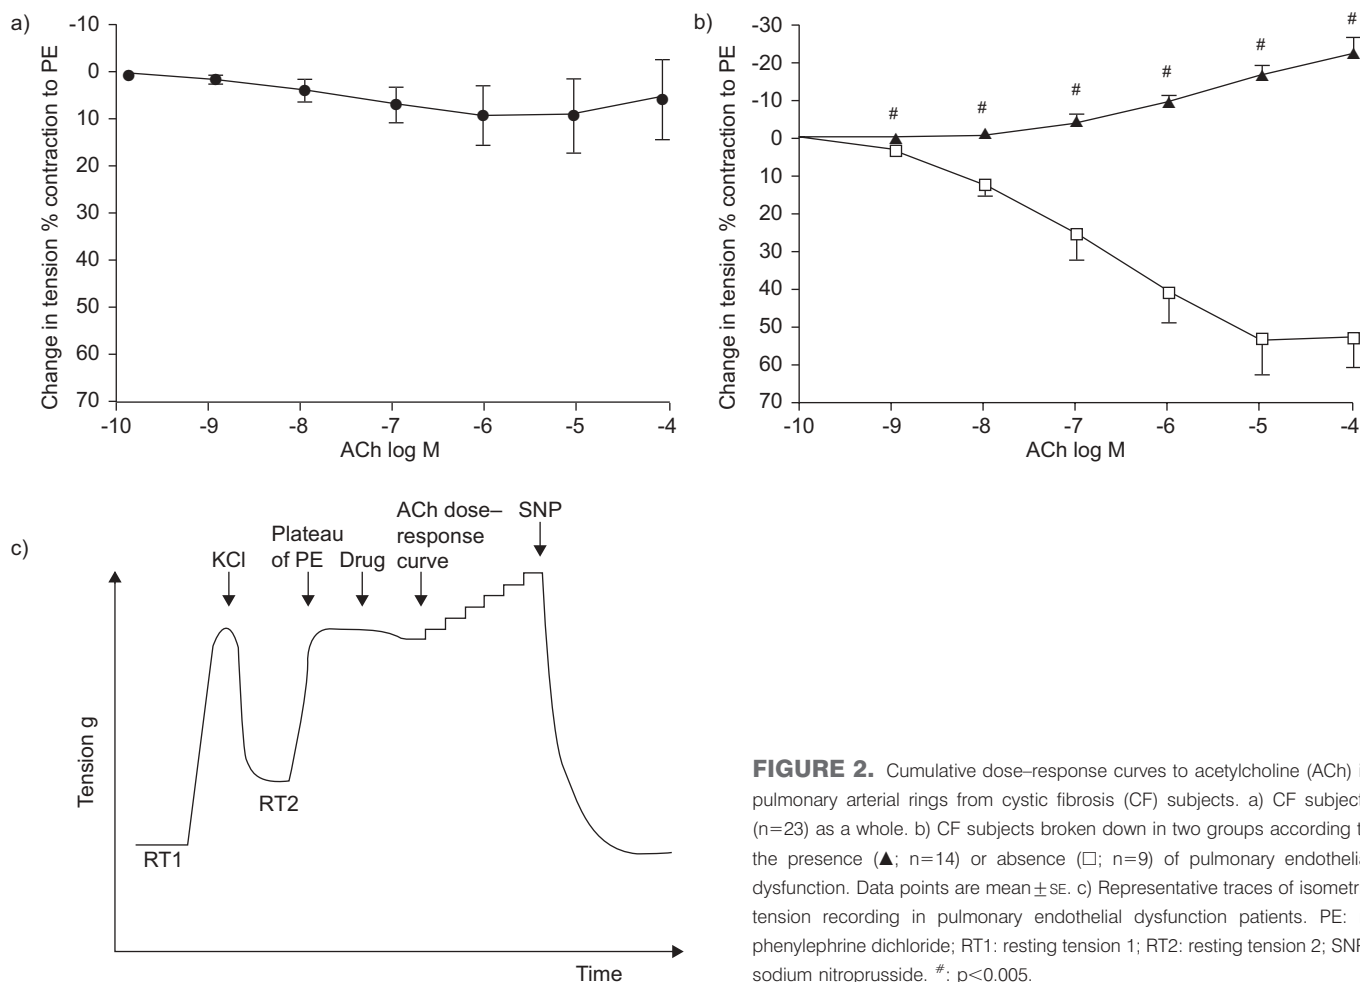 a)
-10
0
10
20
30
40
50
60
70
Change in tension % contraction to PE
-10 -9 -8 -7 -6 -5 -4
ACh log M
b)
-30
-20
-10
0
10
20
30
40
50
60
70
Change in tension % contraction to PE
# # # # # #
-10 -9 -8 -7 -6 -5 -4
ACh log M
c)
KCl
Plateau
of PE
Drug
ACh dose–
response
curve
SNP
Tension g
RT1
RT2
Time
FIGURE 2. Cumulative dose–response curves to acetylcholine (ACh) i
pulmonary arterial rings from cystic fibrosis (CF) subjects. a) CF subject
(n=23) as a whole. b) CF subjects broken down in two groups according t
the presence (▲; n=14) or absence (□; n=9) of pulmonary endothelia
dysfunction. Data points are mean±SE. c) Representative traces of isometri
tension recording in pulmonary endothelial dysfunction patients. PE:
phenylephrine dichloride; RT1: resting tension 1; RT2: resting tension 2; SNP
sodium nitroprusside. #: p<0.005.